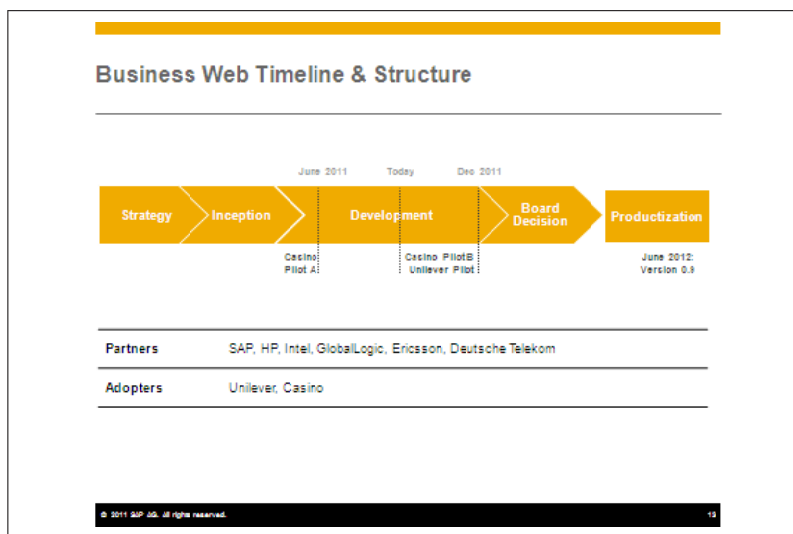 Business Web Timeline & Structure
June 2011 Today Dec 2011
Strategy Inception Development Board Decision Productization
Casino Pilot A
Casino Pilot B
Unilever Pilot
June 2012:
Version 0.9
Partners SAP, HP, Intel, GlobalLogic, Ericsson, Deutsche Telekom
Adopters Unilever, Casino
© 2011 SAP AG. All rights reserved. 13